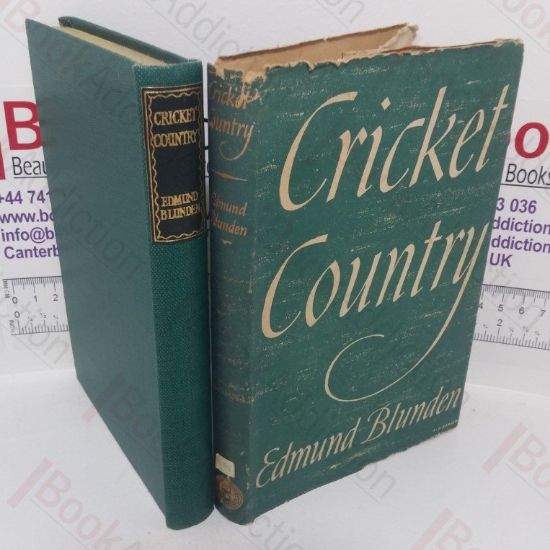 CRICKET
COUNTRY
EDMUND
BLUNDEN
Cricket
Country
Edmund
Blunden
Cricket
Country
Edmund Blunden
Beau
+44 741
www.bo
info@b
Canterb
Books
3 036
ddiction
ddiction
UK
BookAddiction